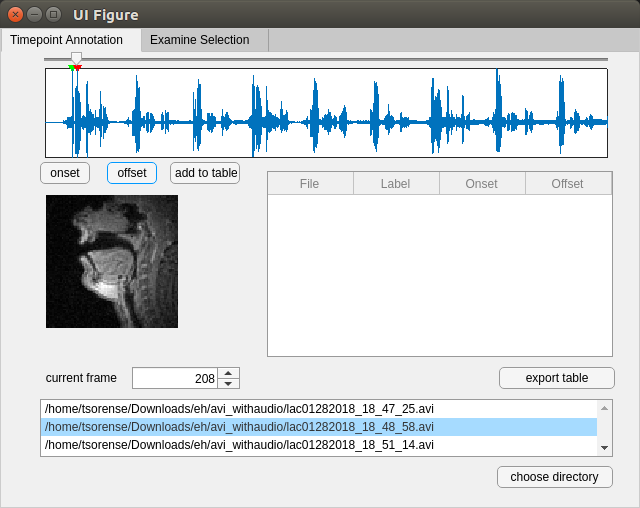 UI Figure
Timepoint Annotation Examine Selection
onset offset add to table
File Label Onset Offset
current frame 208 export table
/home/tsorense/Downloads/eh/avi_withaudio/lac01282018_18_47_25.avi
/home/tsorense/Downloads/eh/avi_withaudio/lac01282018_18_48_58.avi
/home/tsorense/Downloads/eh/avi_withaudio/lac01282018_18_51_14.avi
choose directory